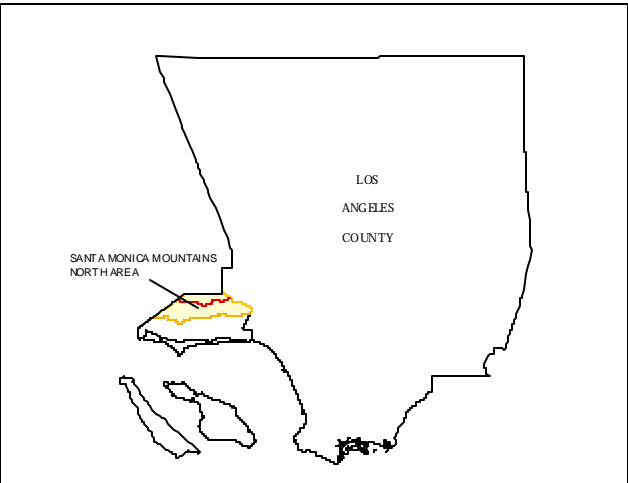 LOS
ANGELES
COUNTY
SANTA MONICA MOUNTAINS
NORTH AREA